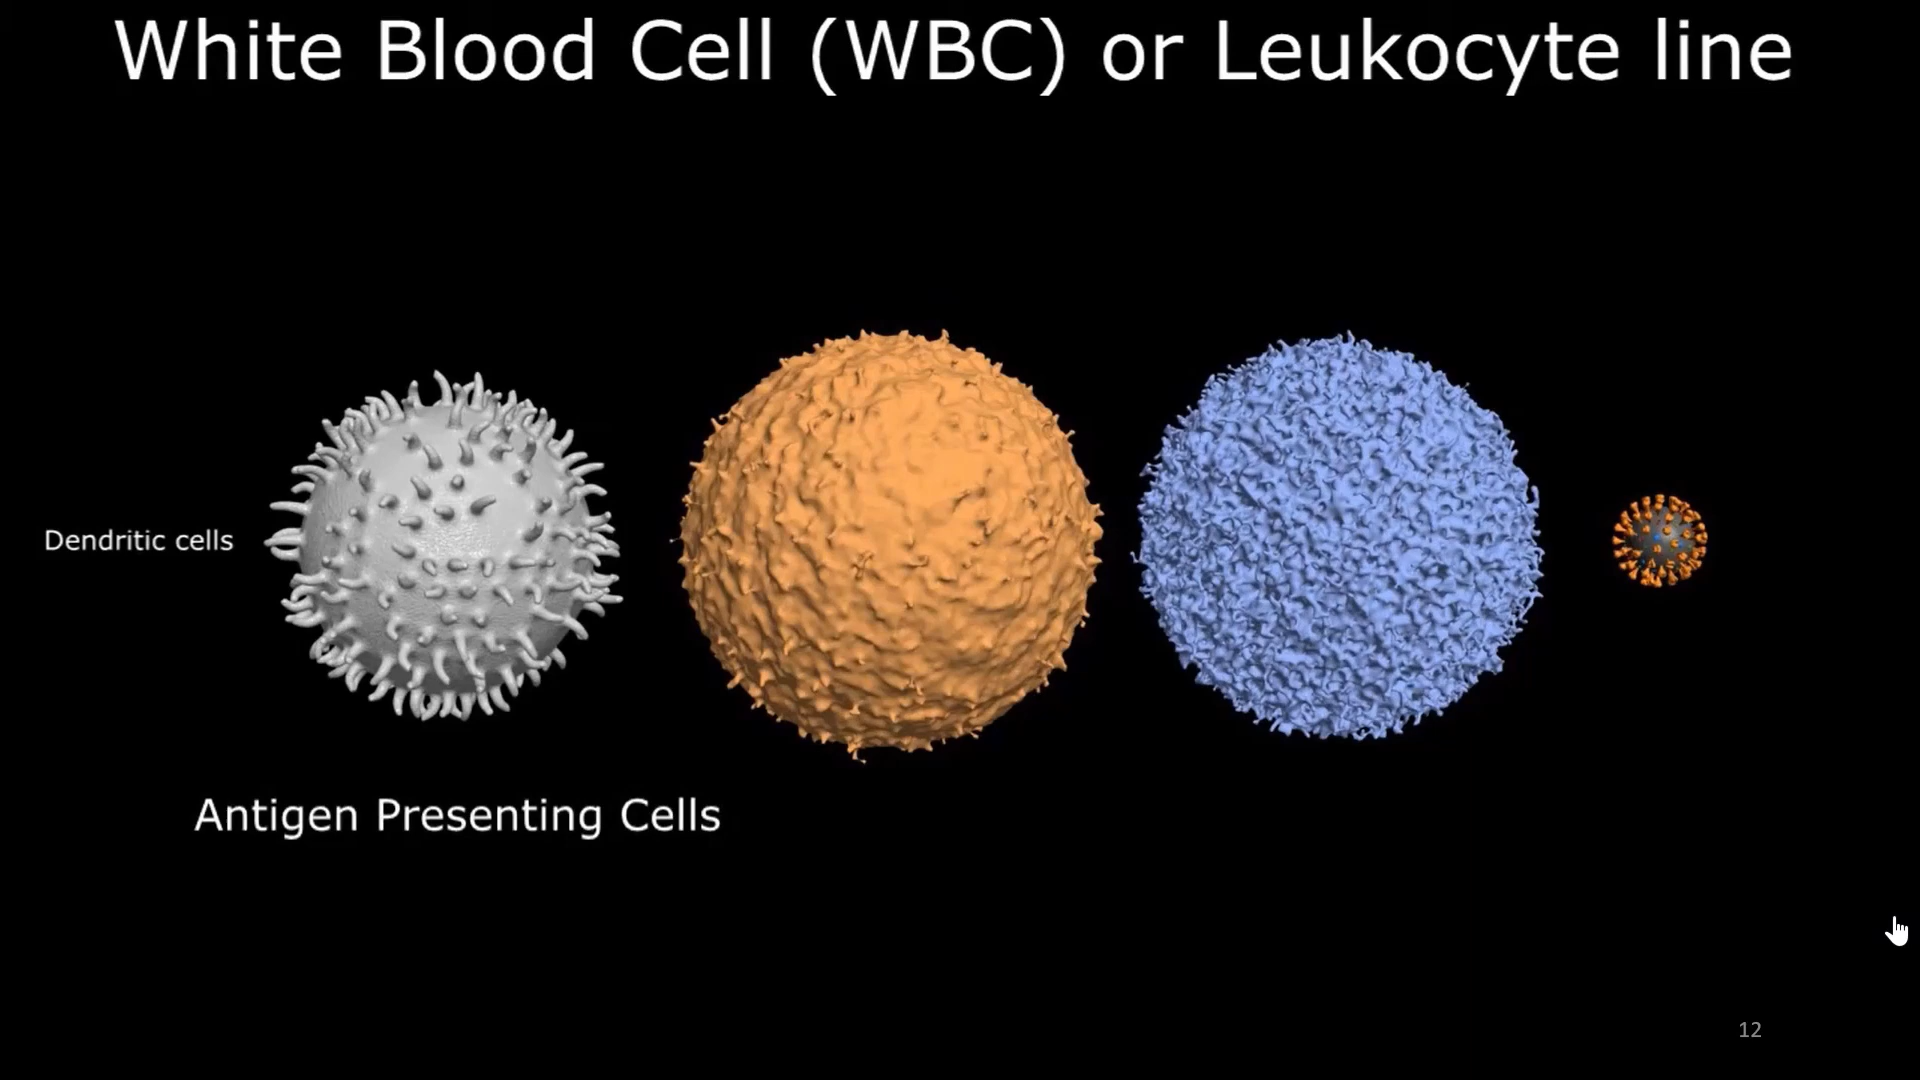 White Blood Cell (WBC) or Leukocyte line
Dendritic cells
Antigen Presenting Cells
12